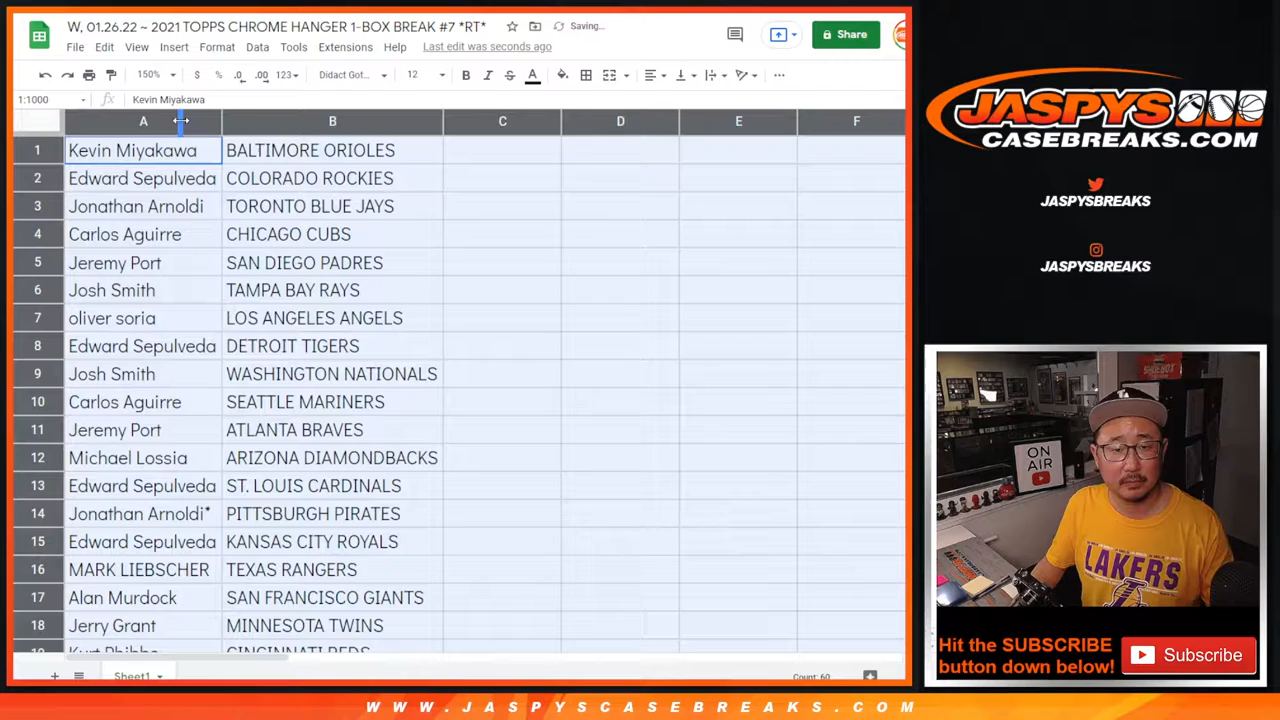 W, 01.26.22 ~ 2021 TOPPS CHROME HANGER 1-BOX BREAK #7 *RT*
Saving...
File Edit View Insert Format Data Tools Extensions Help Last edit was seconds ago
Share
150% $ % .0 .00 123 Didact Got... 12 B I S A
1:1000 fx Kevin Miyakawa
A B C D E F
1 Kevin Miyakawa BALTIMORE ORIOLES
2 Edward Sepulveda COLORADO ROCKIES
3 Jonathan Arnoldi TORONTO BLUE JAYS
4 Carlos Aguirre CHICAGO CUBS
5 Jeremy Port SAN DIEGO PADRES
6 Josh Smith TAMPA BAY RAYS
7 oliver soria LOS ANGELES ANGELS
8 Edward Sepulveda DETROIT TIGERS
9 Josh Smith WASHINGTON NATIONALS
10 Carlos Aguirre SEATTLE MARINERS
11 Jeremy Port ATLANTA BRAVES
12 Michael Lossia ARIZONA DIAMONDBACKS
13 Edward Sepulveda ST. LOUIS CARDINALS
14 Jonathan Arnoldi* PITTSBURGH PIRATES
15 Edward Sepulveda KANSAS CITY ROYALS
16 MARK LIEBSCHER TEXAS RANGERS
17 Alan Murdock SAN FRANCISCO GIANTS
18 Jerry Grant MINNESOTA TWINS
19 Kurt Phibbs CINCINNATI REDS
Sheet1
Count: 60
JASPYS
CASEBREAKS.COM
JASPYSBREAKS
JASPYSBREAKS
ON
AIR
LAKERS
Hit the SUBSCRIBE
button down below!
Subscribe
WWW.JASPYSCASEBREAKS.COM